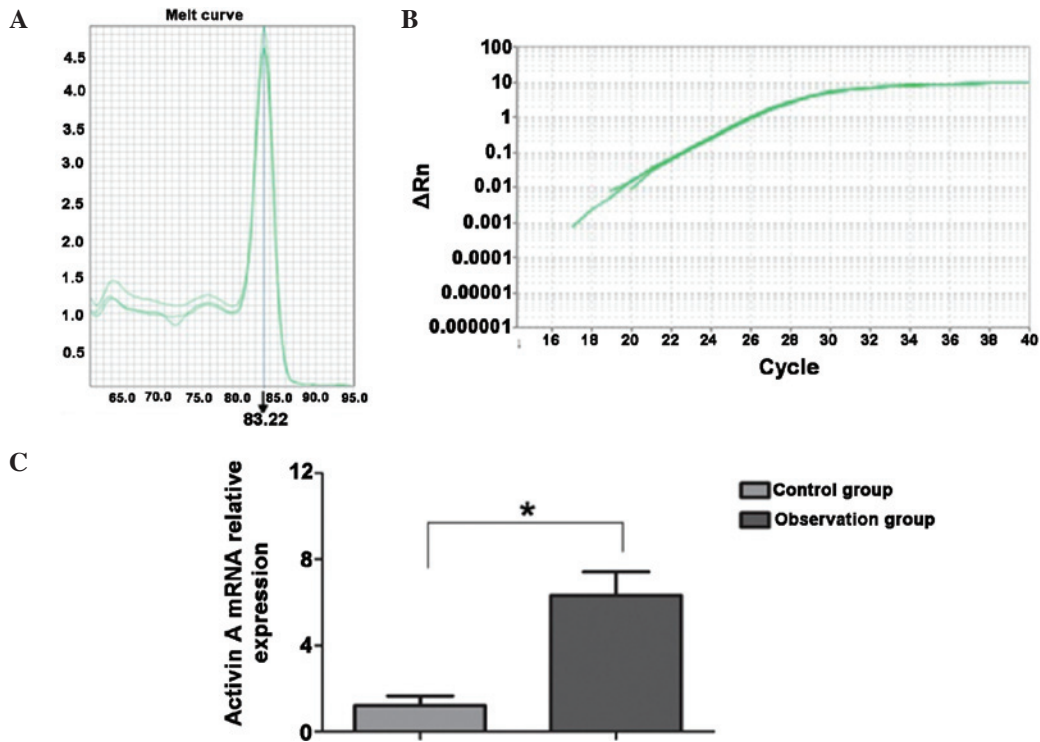 A
Melt curve
4.5
4.0
3.5
3.0
2.5
2.0
1.5
1.0
0.5
65.0 70.0 75.0 80.0 85.0 90.0 95.0
83.22
B
100
10
1
0.1
0.01
0.001
0.0001
0.00001
0.000001
ΔRn
16 18 20 22 24 26 28 30 32 34 36 38 40
Cycle
C
Activin A mRNA relative
expression
12
8
4
0
*
Control group
Observation group